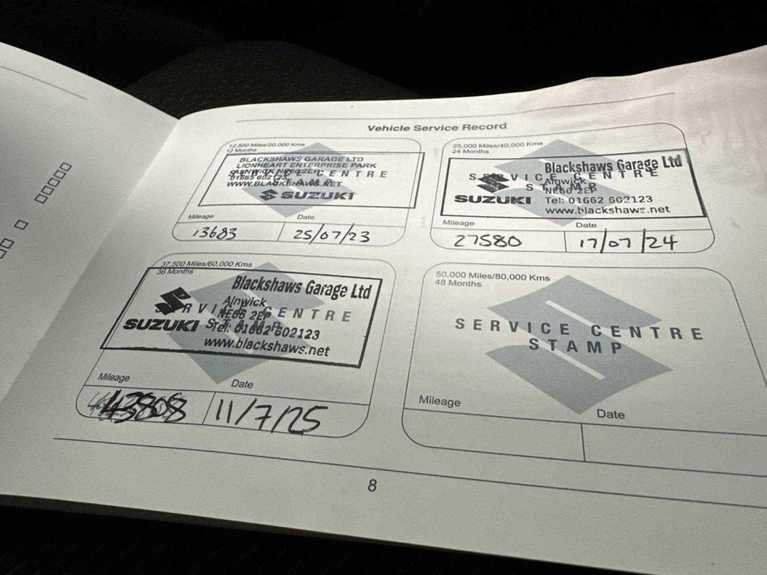 Vehicle Service Record
12,500 Miles/20,000 Kms
12 Months
BLACKSHAWS GARAGE LTD
LIONHEART ENTERPRISE PARK
WWW.BLACKSHAWS.NET
SUZUKI
Mileage
Date
13683
25/07/23
25,000 Miles/40,000 Kms
24 Months
Blackshaws Garage Ltd
SERVICE CENTRE
Alnwick
STAMP
NE66 2EP
SUZUKI
Tel: 01662 602123
www.blackshaws.net
Mileage
Date
27580
17/07/24
37,500 Miles/60,000 Kms
36 Months
Blackshaws Garage Ltd
Alnwick
SERVICE CENTRE
NE66 2EP
SUZUKI
STAMP
Tel: 01662 602123
www.blackshaws.net
Mileage
Date
43808
11/7/25
50,000 Miles/80,000 Kms
48 Months
SERVICE CENTRE
STAMP
Mileage
Date
8